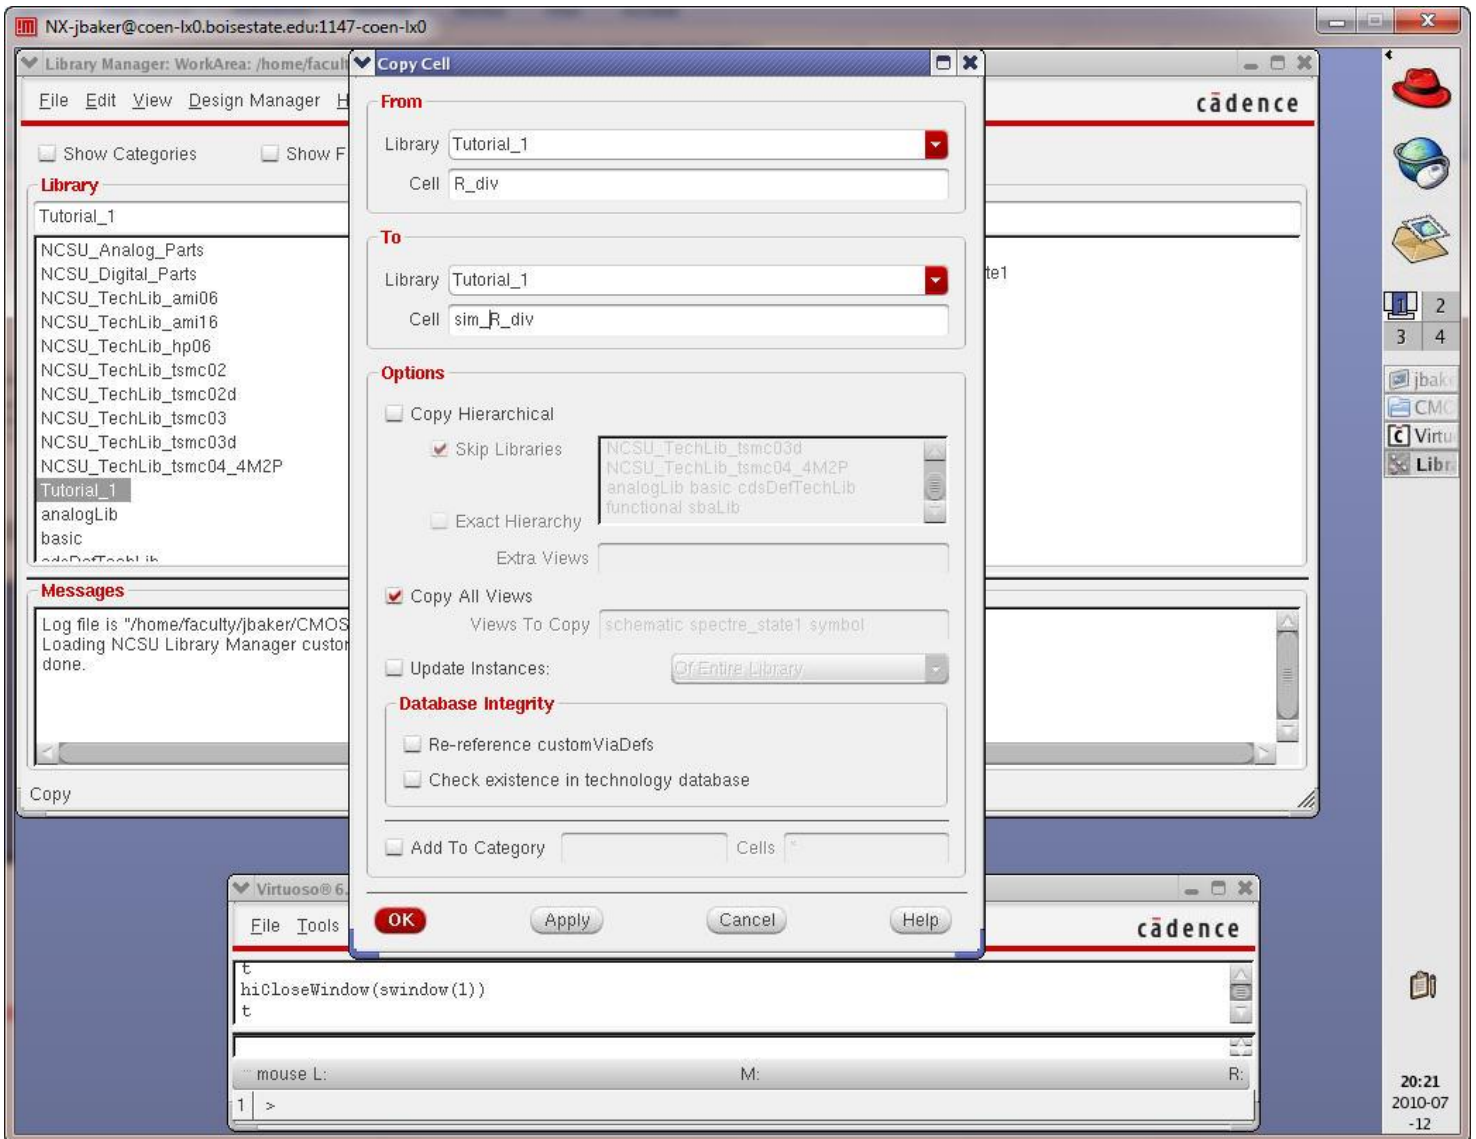 NX-jbaker@coen-lx0.boisestate.edu:1147-coen-lx0
Library Manager: WorkArea: /home/facult
File Edit View Design Manager H
cādence
Show Categories
Show F
Library
Tutorial_1
NCSU_Analog_Parts
NCSU_Digital_Parts
NCSU_TechLib_ami06
NCSU_TechLib_ami16
NCSU_TechLib_hp06
NCSU_TechLib_tsmc02
NCSU_TechLib_tsmc02d
NCSU_TechLib_tsmc03
NCSU_TechLib_tsmc03d
NCSU_TechLib_tsmc04_4M2P
Tutorial_1
analogLib
basic
te1
Messages
Log file is "/home/faculty/jbaker/CMOS
Loading NCSU Library Manager custor
done.
Copy
Copy Cell
From
Library Tutorial_1
Cell R_div
To
Library Tutorial_1
Cell sim_R_div
Options
Copy Hierarchical
Skip Libraries
NCSU_TechLib_tsmc03d
NCSU_TechLib_tsmc04_4M2P
analogLib basic cdsDefTechLib
functional sbaLib
Exact Hierarchy
Extra Views
Copy All Views
Views To Copy schematic spectre_state1 symbol
Update Instances: Of Entire Library
Database Integrity
Re-reference customViaDefs
Check existence in technology database
Add To Category
Cells *
OK Apply Cancel Help
Virtuoso® 6.
File Tools
cādence
t
hiCloseWindow(swindow(1))
t
mouse L: M: R:
1 >
1 2
3 4
jbak
CMO
Virtu
Libr
20:21
2010-07
-12